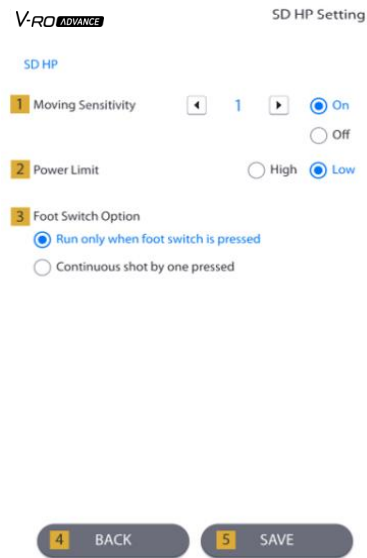 V-RO ADVANCE
SD HP Setting
SD HP
1 Moving Sensitivity 1 On
Off
2 Power Limit High Low
3 Foot Switch Option
Run only when foot switch is pressed
Continuous shot by one pressed
4 BACK 5 SAVE